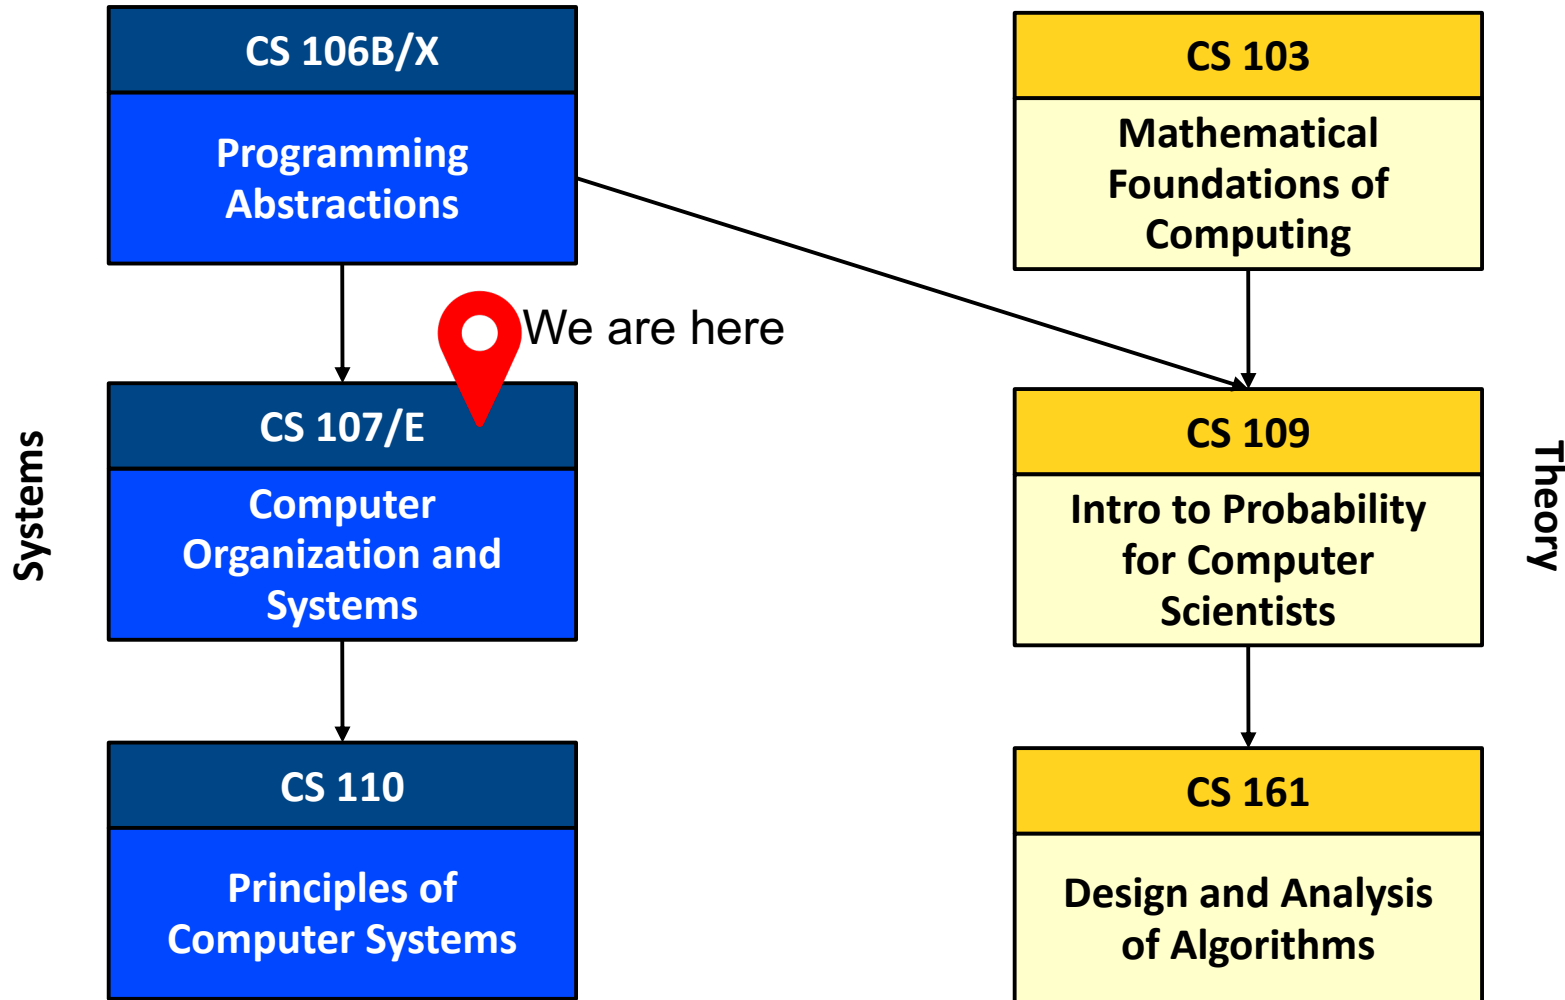 CS 106B/X
Programming
Abstractions
CS 103
Mathematical
Foundations of
Computing
We are here
Systems
CS 107/E
Computer
Organization and
Systems
CS 109
Intro to Probability
for Computer
Scientists
Theory
CS 110
Principles of
Computer Systems
CS 161
Design and Analysis
of Algorithms